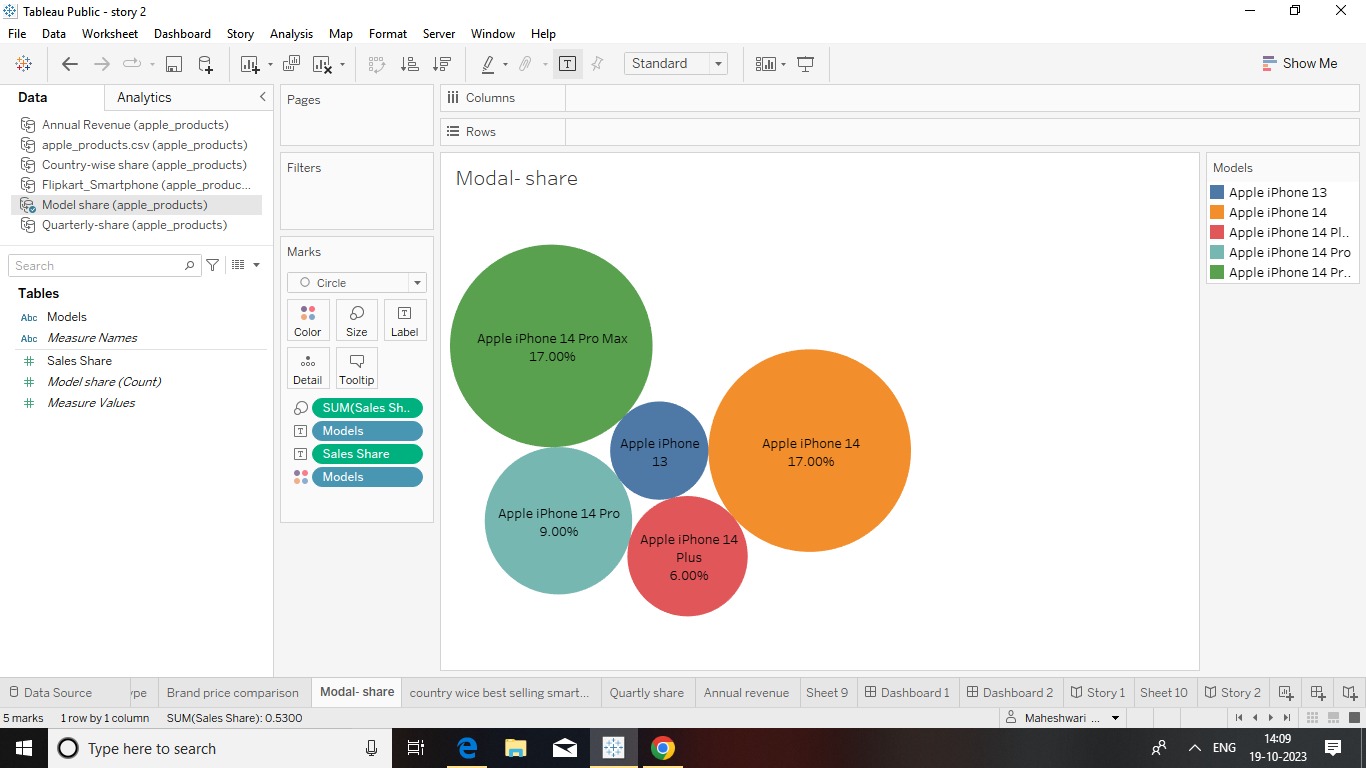 Tableau Public - story 2
File Data Worksheet Dashboard Story Analysis Map Format Server Window Help
Standard
Show Me
Data Analytics
Annual Revenue (apple_products)
apple_products.csv (apple_products)
Country-wise share (apple_products)
Flipkart_Smartphone (apple_produc...
Model share (apple_products)
Quarterly-share (apple_products)
Search
Tables
Abc Models
Abc Measure Names
Sales Share
Model share (Count)
Measure Values
Pages
Filters
Marks
Circle
Color Size Label
Detail Tooltip
SUM(Sales Sh..
Models
Sales Share
Models
Columns
Rows
Modal- share
Apple iPhone 14 Pro Max
17.00%
Apple iPhone
13
Apple iPhone 14
17.00%
Apple iPhone 14 Pro
9.00%
Apple iPhone 14
Plus
6.00%
Models
Apple iPhone 13
Apple iPhone 14
Apple iPhone 14 Pl..
Apple iPhone 14 Pro
Apple iPhone 14 Pr..
Data Source ype Brand price comparison Modal- share country wice best selling smart... Quartly share Annual revenue Sheet 9 Dashboard 1 Dashboard 2 Story 1 Sheet 10 Story 2
5 marks 1 row by 1 column SUM(Sales Share): 0.5300 Maheshwari ...
Type here to search
ENG
14:09
19-10-2023